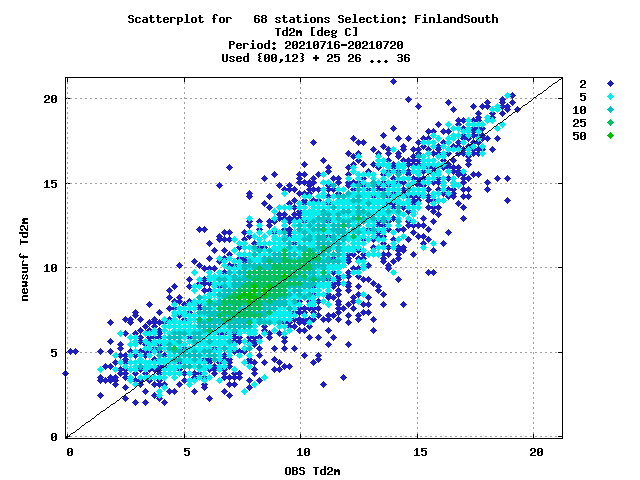 Scatterplot for 68 stations Selection: FinlandSouth
Td2m [deg C]
Period: 20210716-20210720
Used {00,12} + 25 26 ... 36
2
5
10
25
50
20
15
10
5
0
newsurf Td2m
0 5 10 15 20
OBS Td2m